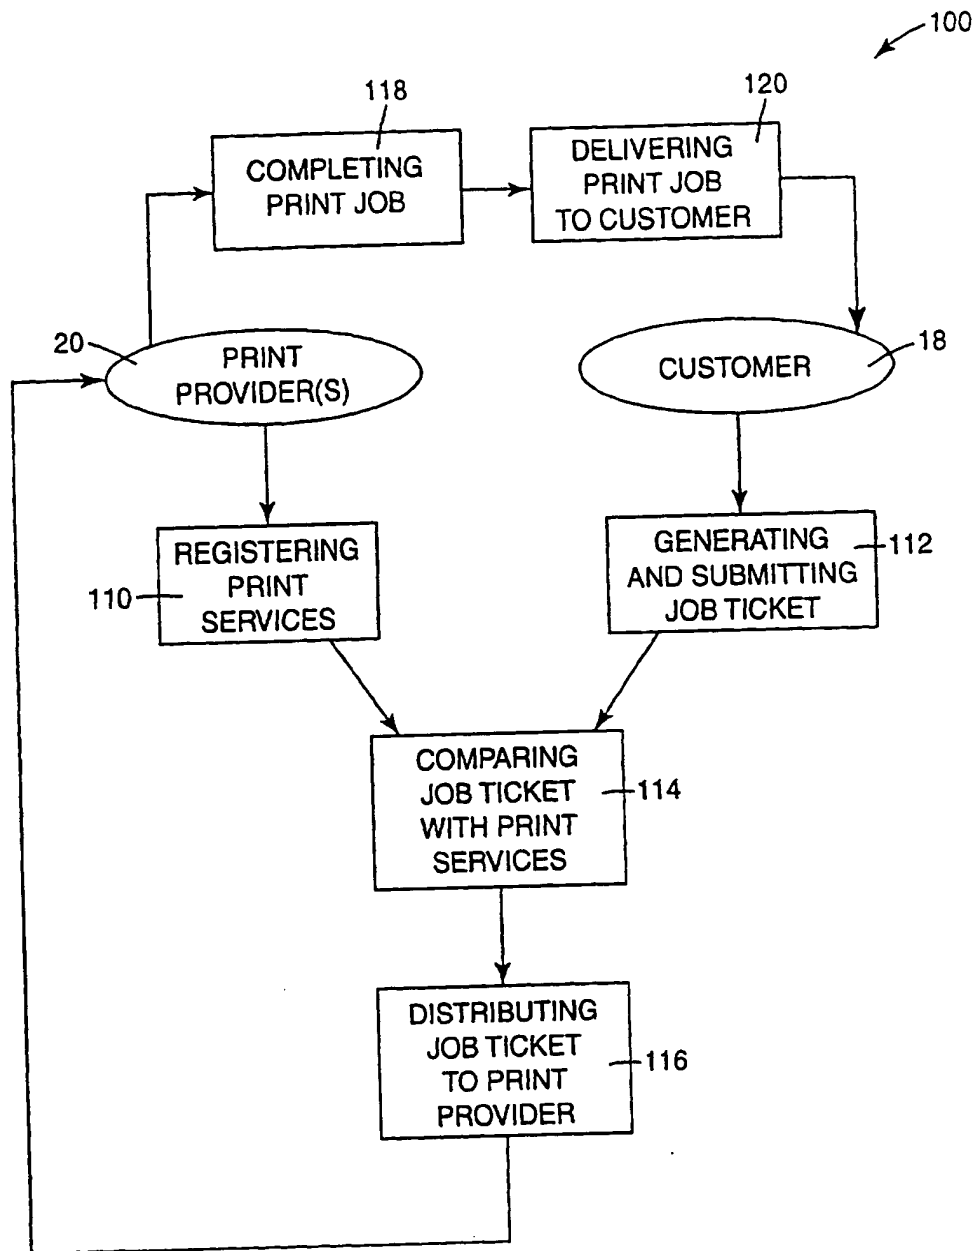 100
118
120
COMPLETING
PRINT JOB
DELIVERING
PRINT JOB
TO CUSTOMER
20
PRINT
PROVIDER(S)
CUSTOMER
18
REGISTERING
PRINT
SERVICES
110
GENERATING
AND SUBMITTING
JOB TICKET
112
COMPARING
JOB TICKET
WITH PRINT
SERVICES
114
DISTRIBUTING
JOB TICKET
TO PRINT
PROVIDER
116